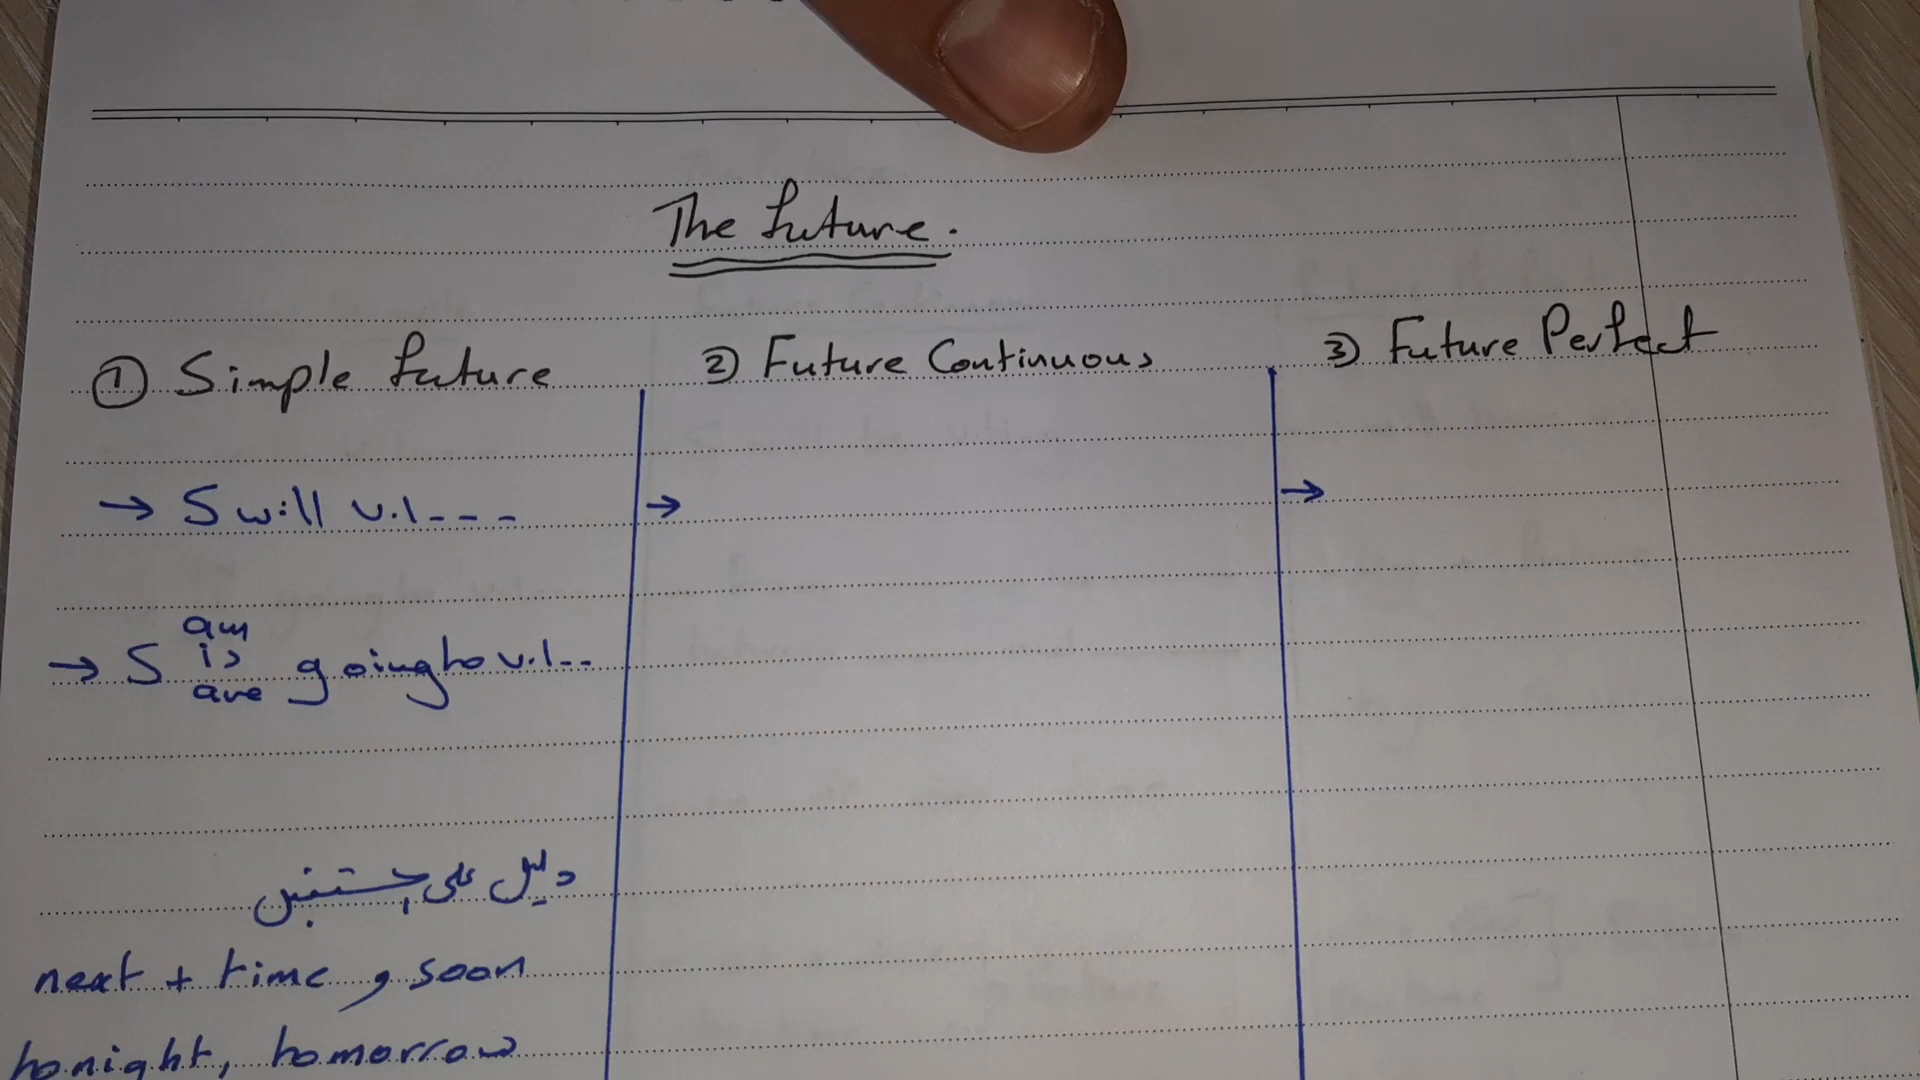 The future.
① Simple future
2) Future Continuous
3) Future Perfect
→ S will v.1 - - -
→
→
am
→ S is going to v.1 - -
are
دليل على
next + time, soon
tonight, tomorrow